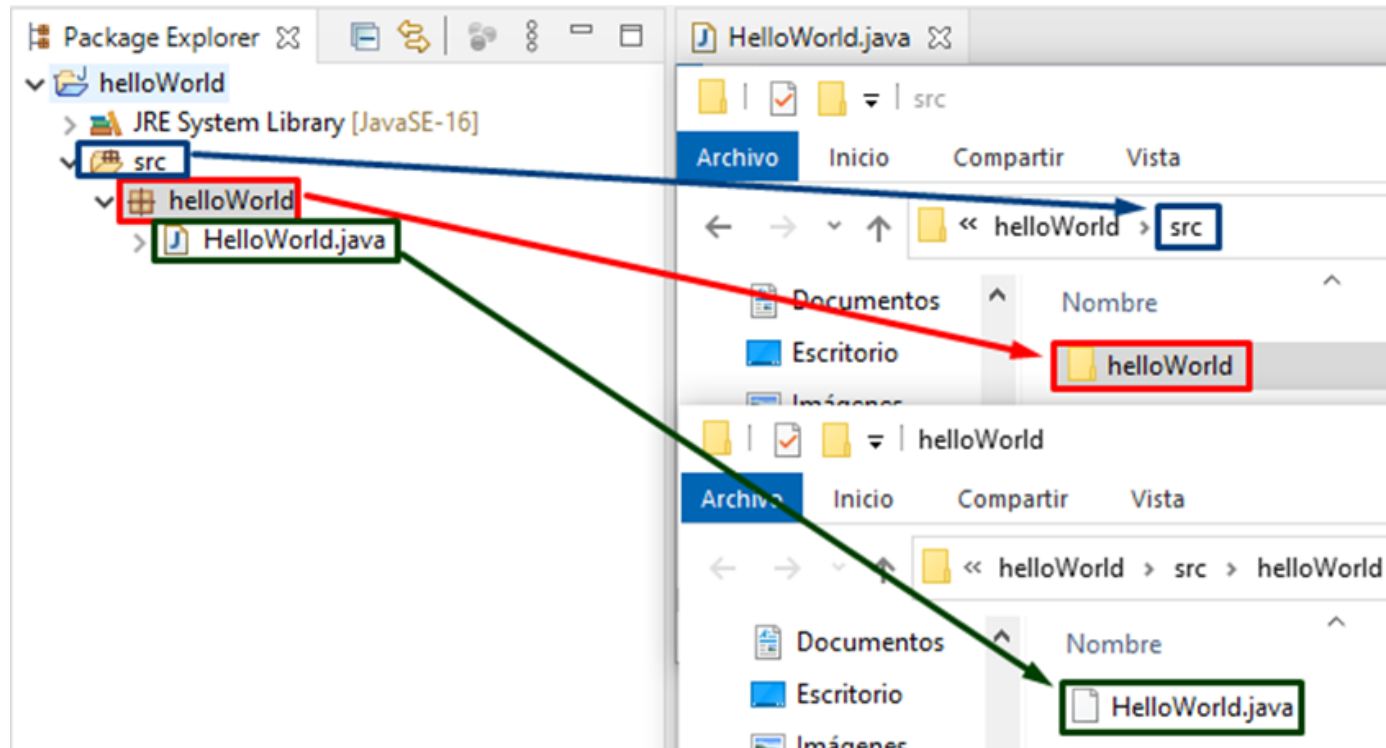 Package Explorer
helloWorld
JRE System Library [JavaSE-16]
src
helloWorld
HelloWorld.java
HelloWorld.java
src
Archivo Inicio Compartir Vista
« helloWorld > src
Documentos
Escritorio
Imágenes
Nombre
helloWorld
helloWorld
Archivo Inicio Compartir Vista
« helloWorld > src > helloWorld
Documentos
Escritorio
Imágenes
Nombre
HelloWorld.java